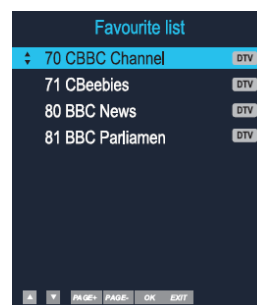 Favourite list
70 CBBC Channel DTV
71 CBeebies DTV
80 BBC News DTV
81 BBC Parliamen DTV
PAGE+ PAGE- OK EXIT